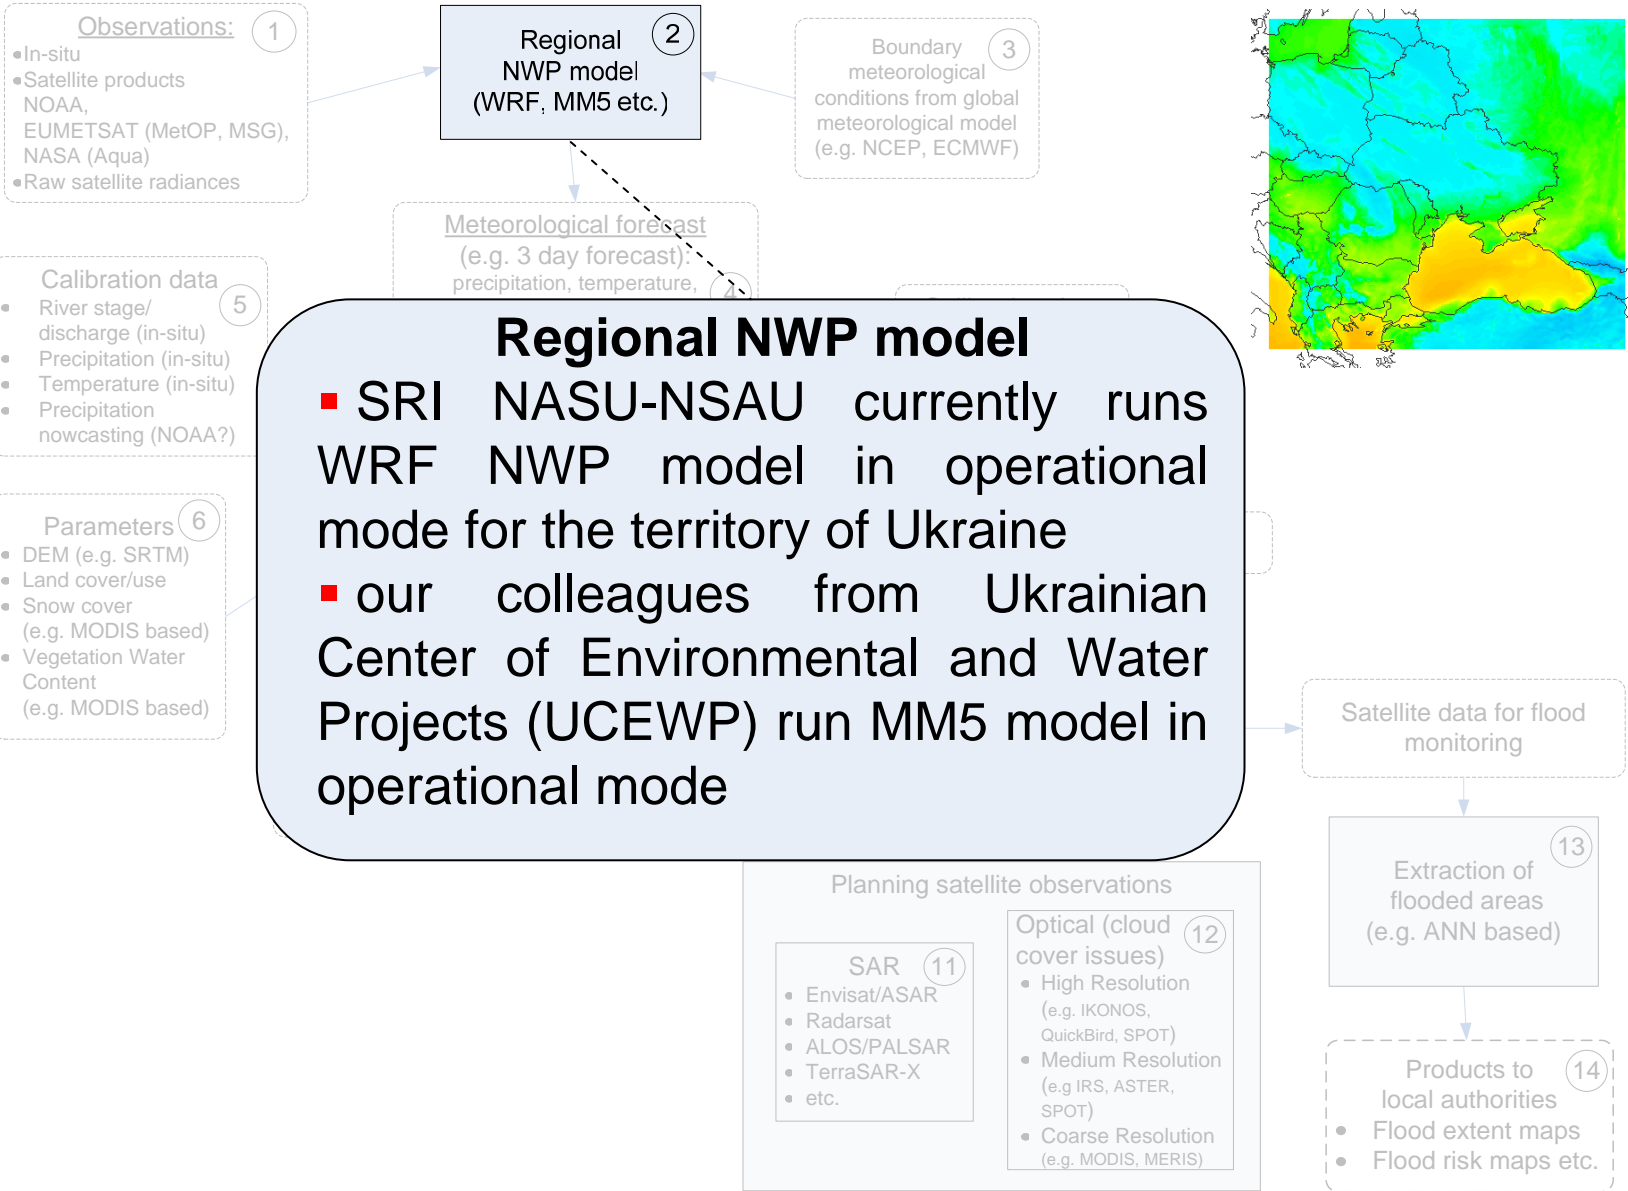 Observations:
1
•In-situ
•Satellite products
NOAA,
EUMETSAT (MetOP, MSG),
NASA (Aqua)
•Raw satellite radiances
Regional
NWP model
(WRF, MM5 etc.)
2
Boundary
meteorological
conditions from global
meteorological model
(e.g. NCEP, ECMWF)
3
Meteorological forecast
(e.g. 3 day forecast):
precipitation, temperature,
4
Calibration data
5
• River stage/
discharge (in-situ)
• Precipitation (in-situ)
• Temperature (in-situ)
• Precipitation
nowcasting (NOAA?)
Parameters
6
• DEM (e.g. SRTM)
• Land cover/use
• Snow cover
(e.g. MODIS based)
• Vegetation Water
Content
(e.g. MODIS based)
Regional NWP model
▪ SRI NASU-NSAU currently runs
WRF NWP model in operational
mode for the territory of Ukraine
▪ our colleagues from Ukrainian
Center of Environmental and Water
Projects (UCEWP) run MM5 model in
operational mode
Satellite data for flood
monitoring
Extraction of
flooded areas
(e.g. ANN based)
13
Planning satellite observations
SAR
11
• Envisat/ASAR
• Radarsat
• ALOS/PALSAR
• TerraSAR-X
• etc.
Optical (cloud
cover issues)
12
• High Resolution
(e.g. IKONOS,
QuickBird, SPOT)
• Medium Resolution
(e.g IRS, ASTER,
SPOT)
• Coarse Resolution
(e.g. MODIS, MERIS)
Products to
local authorities
14
• Flood extent maps
• Flood risk maps etc.